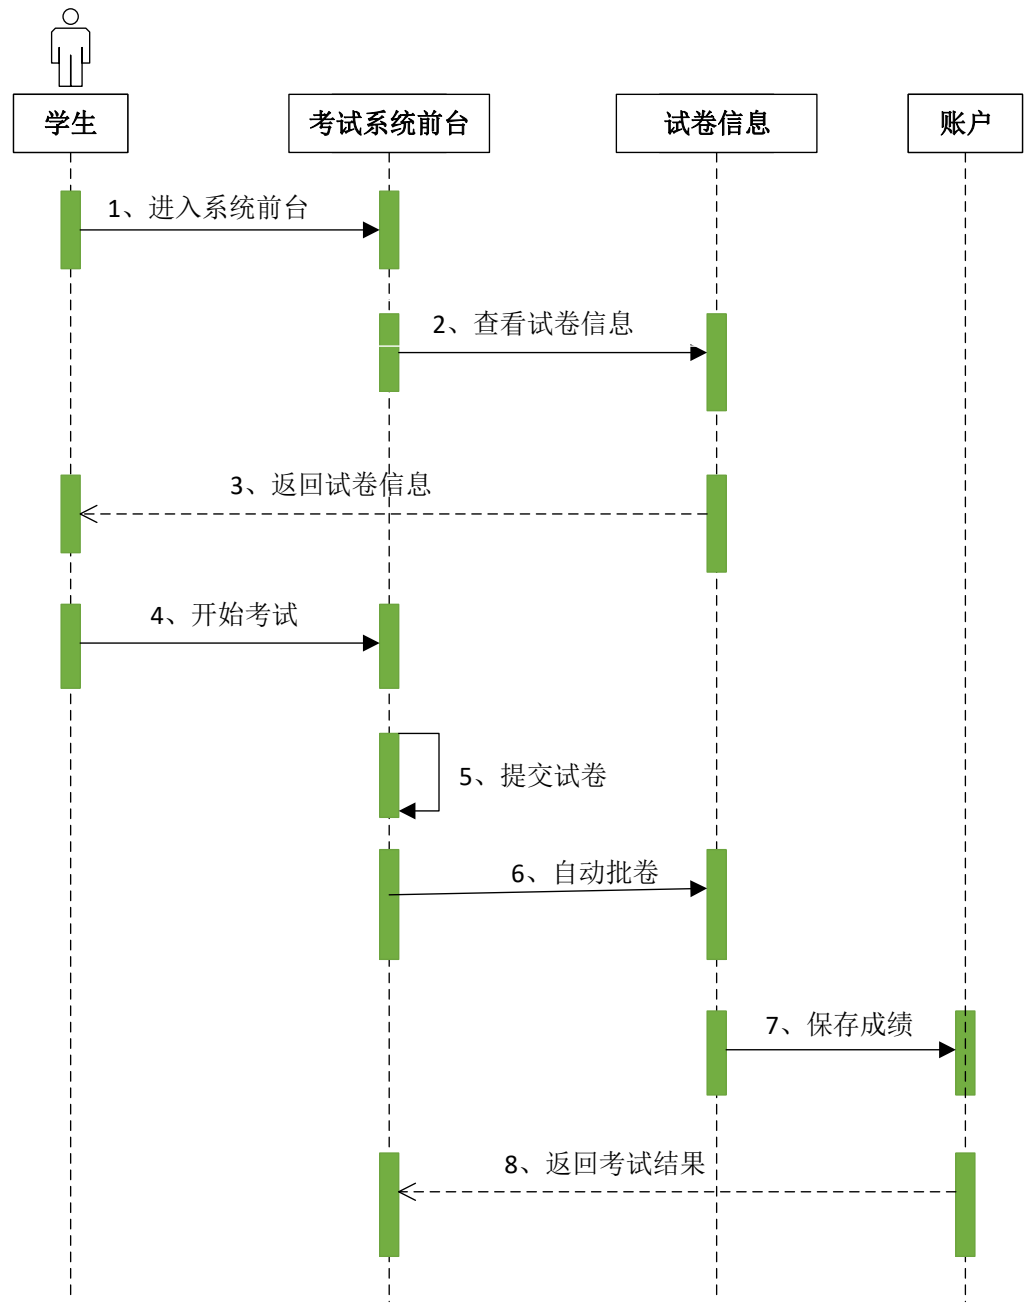 学生
考试系统前台
试卷信息
账户
1、进入系统前台
2、查看试卷信息
3、返回试卷信息
4、开始考试
5、提交试卷
6、自动批卷
7、保存成绩
8、返回考试结果